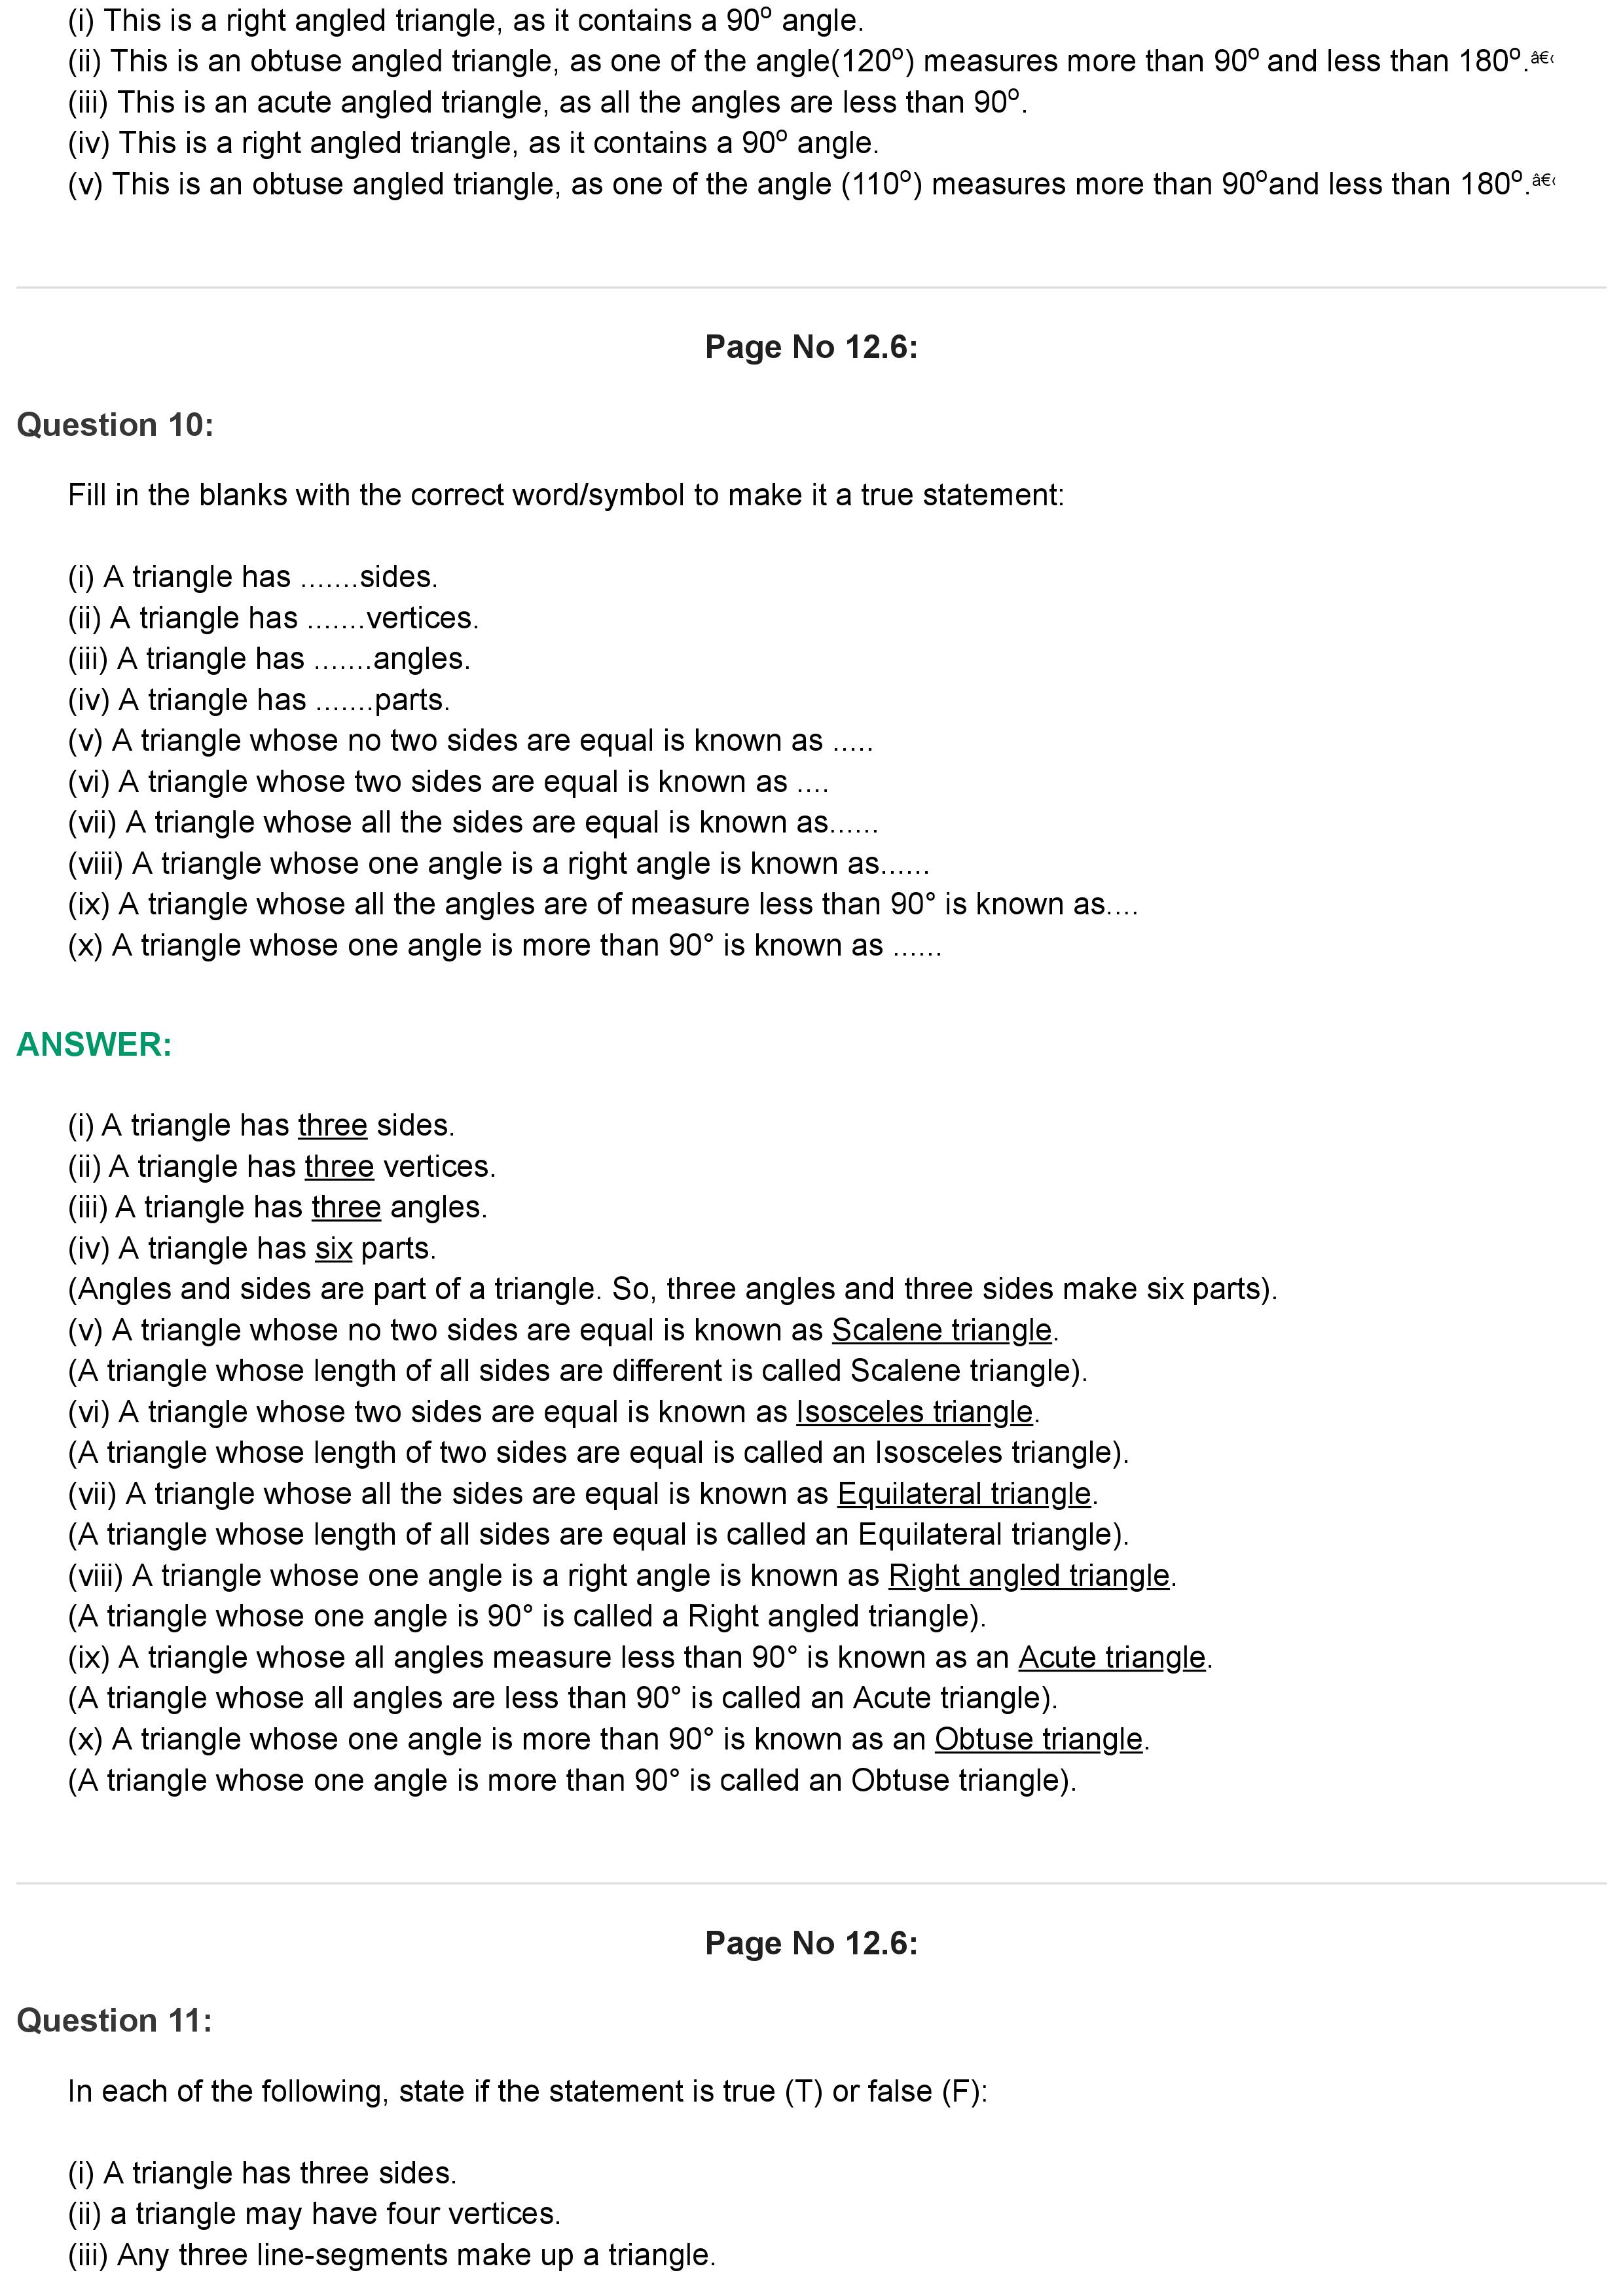 (i) This is a right angled triangle, as it contains a 90º angle.
(ii) This is an obtuse angled triangle, as one of the angle(120º) measures more than 90º and less than 180º.â€‹
(iii) This is an acute angled triangle, as all the angles are less than 90º.
(iv) This is a right angled triangle, as it contains a 90º angle.
(v) This is an obtuse angled triangle, as one of the angle (110º) measures more than 90ºand less than 180º.â€‹
Page No 12.6:
Question 10:
Fill in the blanks with the correct word/symbol to make it a true statement:
(i) A triangle has .......sides.
(ii) A triangle has .......vertices.
(iii) A triangle has .......angles.
(iv) A triangle has .......parts.
(v) A triangle whose no two sides are equal is known as .....
(vi) A triangle whose two sides are equal is known as ....
(vii) A triangle whose all the sides are equal is known as......
(viii) A triangle whose one angle is a right angle is known as......
(ix) A triangle whose all the angles are of measure less than 90° is known as....
(x) A triangle whose one angle is more than 90° is known as ......
ANSWER:
(i) A triangle has three sides.
(ii) A triangle has three vertices.
(iii) A triangle has three angles.
(iv) A triangle has six parts.
(Angles and sides are part of a triangle. So, three angles and three sides make six parts).
(v) A triangle whose no two sides are equal is known as Scalene triangle.
(A triangle whose length of all sides are different is called Scalene triangle).
(vi) A triangle whose two sides are equal is known as Isosceles triangle.
(A triangle whose length of two sides are equal is called an Isosceles triangle).
(vii) A triangle whose all the sides are equal is known as Equilateral triangle.
(A triangle whose length of all sides are equal is called an Equilateral triangle).
(viii) A triangle whose one angle is a right angle is known as Right angled triangle.
(A triangle whose one angle is 90° is called a Right angled triangle).
(ix) A triangle whose all angles measure less than 90° is known as an Acute triangle.
(A triangle whose all angles are less than 90° is called an Acute triangle).
(x) A triangle whose one angle is more than 90° is known as an Obtuse triangle.
(A triangle whose one angle is more than 90° is called an Obtuse triangle).
Page No 12.6:
Question 11:
In each of the following, state if the statement is true (T) or false (F):
(i) A triangle has three sides.
(ii) a triangle may have four vertices.
(iii) Any three line-segments make up a triangle.